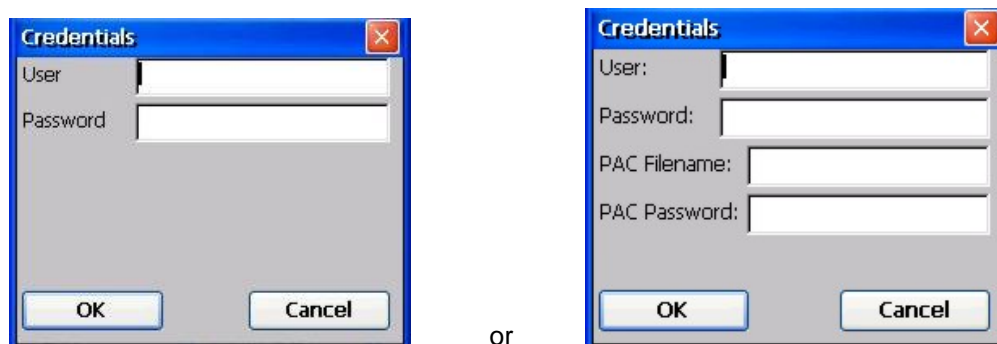 Credentials
User
Password
OK Cancel
or
Credentials
User:
Password:
PAC Filename:
PAC Password:
OK Cancel